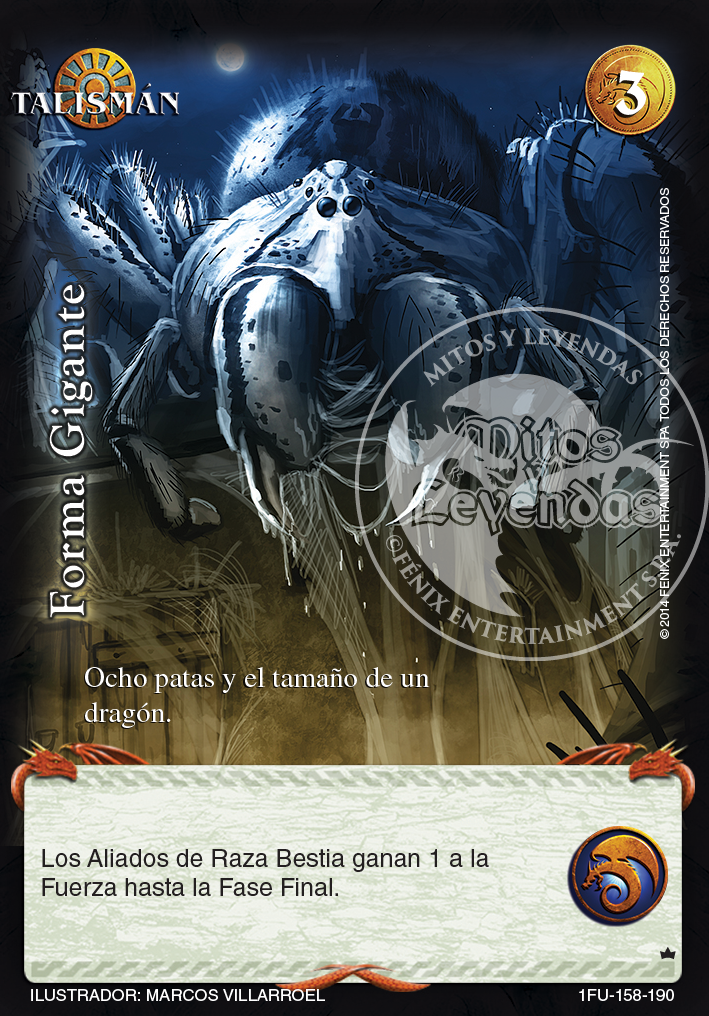 TALISMÁN
3
Forma Gigante
MITOS Y LEYENDAS
Mitos
Leyendas
©FÉNIX ENTERTAINMENT S.P.A.
© 2014 FÉNIX ENTERTAINMENT SPA TODOS LOS DERECHOS RESERVADOS
Ocho patas y el tamaño de un
dragón.
Los Aliados de Raza Bestia ganan 1 a la
Fuerza hasta la Fase Final.
ILUSTRADOR: MARCOS VILLARROEL
1FU-158-190